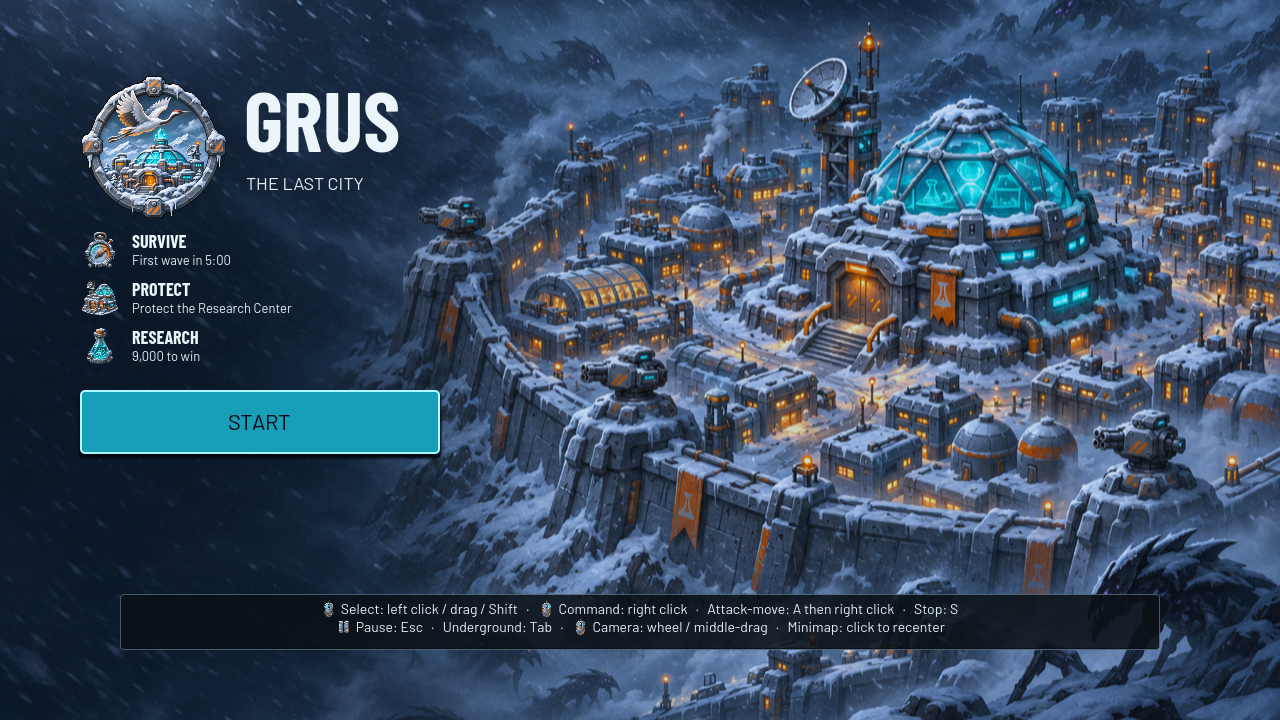 GRUS
THE LAST CITY
SURVIVE
First wave in 5:00
PROTECT
Protect the Research Center
RESEARCH
9,000 to win
START
Select: left click / drag / Shift · Command: right click · Attack-move: A then right click · Stop: S
Pause: Esc · Underground: Tab · Camera: wheel / middle-drag · Minimap: click to recenter